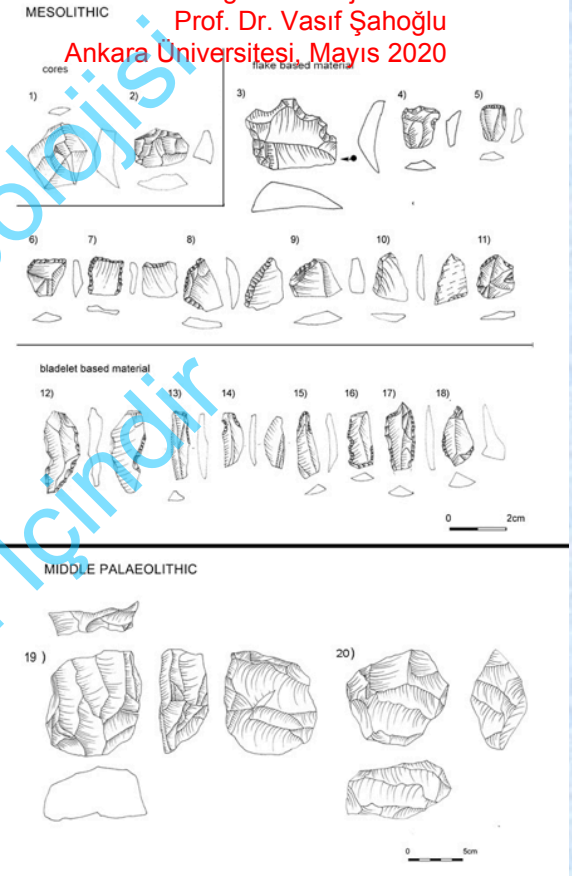 MESOLITHIC
Prof. Dr. Vasıf Şahoğlu
Ankara Üniversitesi, Mayıs 2020
cores
flake based material
1)
2)
3)
4)
5)
6)
7)
8)
9)
10)
11)
bladelet based material
12)
13)
14)
15)
16)
17)
18)
0 2cm
İçindir
MIDDLE PALAEOLITHIC
19 )
20)
0 5cm